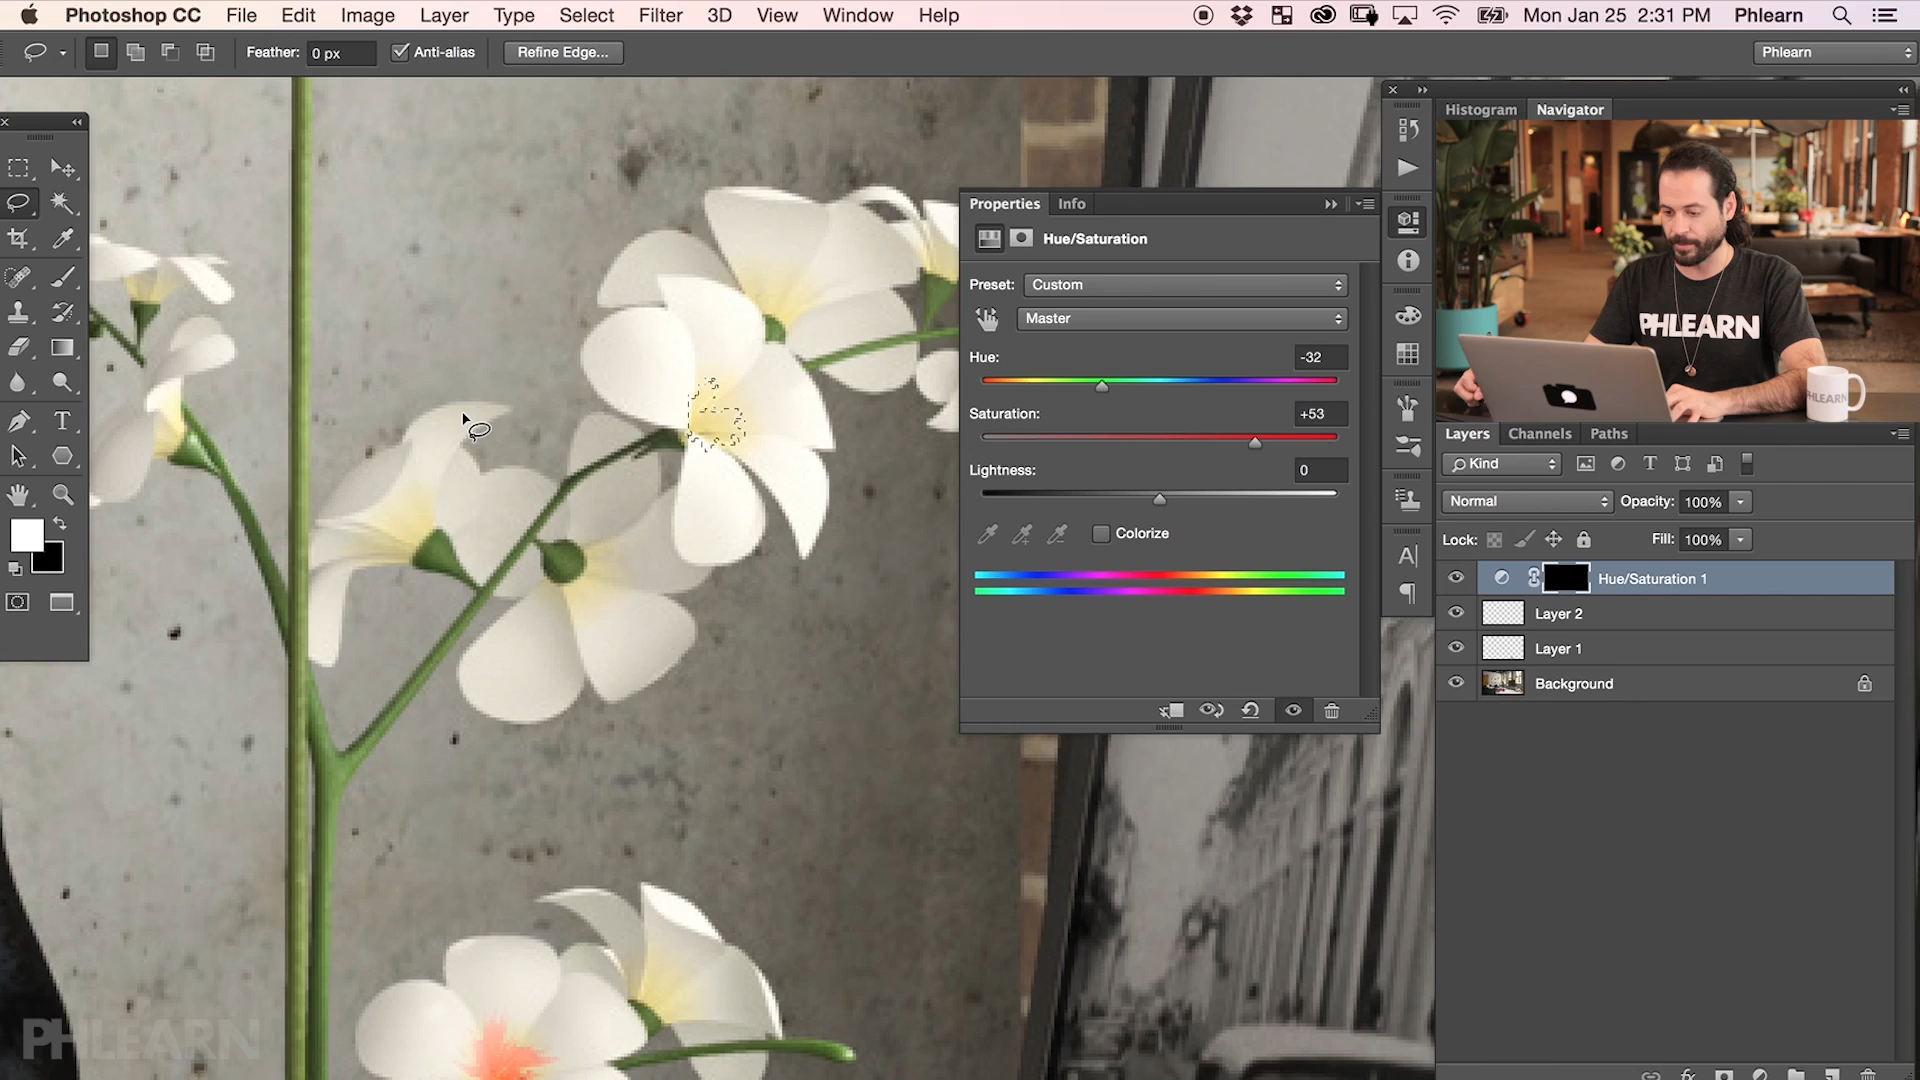 Photoshop CC File Edit Image Layer Type Select Filter 3D View Window Help Mon Jan 25 2:31 PM Phlearn
Feather: 0 px Anti-alias Refine Edge... Phlearn
Histogram Navigator
Properties Info
Hue/Saturation
Preset: Custom
Master
Hue: -32
Saturation: +53
Lightness: 0
Colorize
PHLEARN
PHLEARN
Layers Channels Paths
Kind
Normal Opacity: 100%
Lock: Fill: 100%
Hue/Saturation 1
Layer 2
Layer 1
Background
PHLEARN